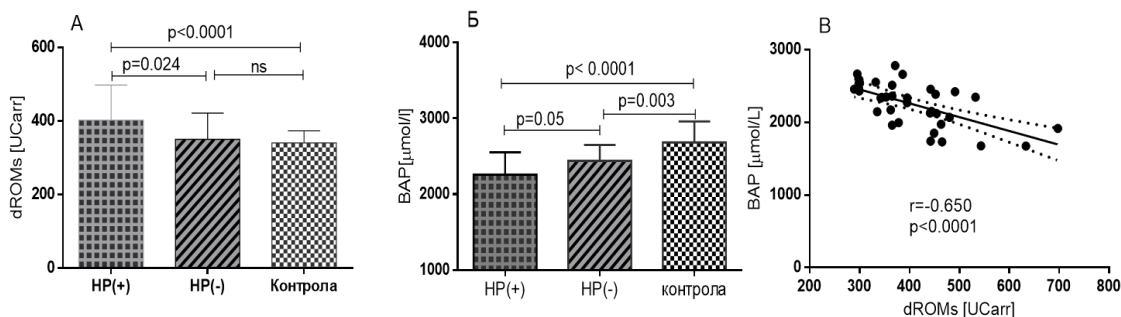 А
p<0.0001
p=0.024
ns
dROMs [UCarr]
600
400
200
0
HP(+)
HP(-)
Контрола
Б
p< 0.0001
p=0.003
p=0.05
BAP[μmol/l]
4000
3000
2000
1000
HP(+)
HP(-)
контрола
В
BAP [μmol/L]
3000
2000
1000
0
r=-0.650
p<0.0001
200
300
400
500
600
700
800
dROMs [UCarr]